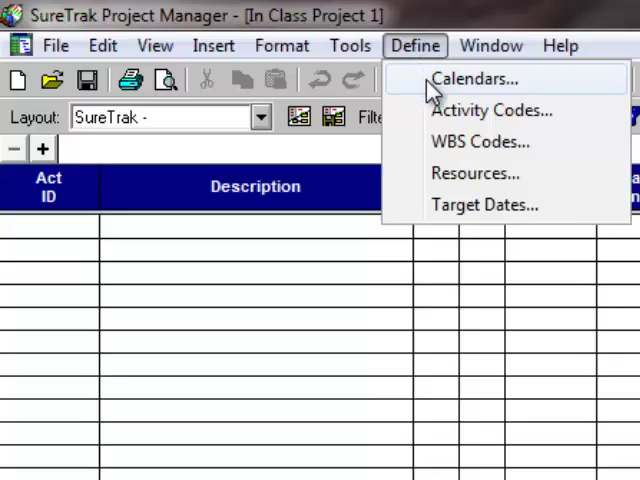 SureTrak Project Manager - [In Class Project 1]
File Edit View Insert Format Tools Define Window Help
Calendars...
Activity Codes...
WBS Codes...
Resources...
Target Dates...
Layout: SureTrak -
Act ID
Description